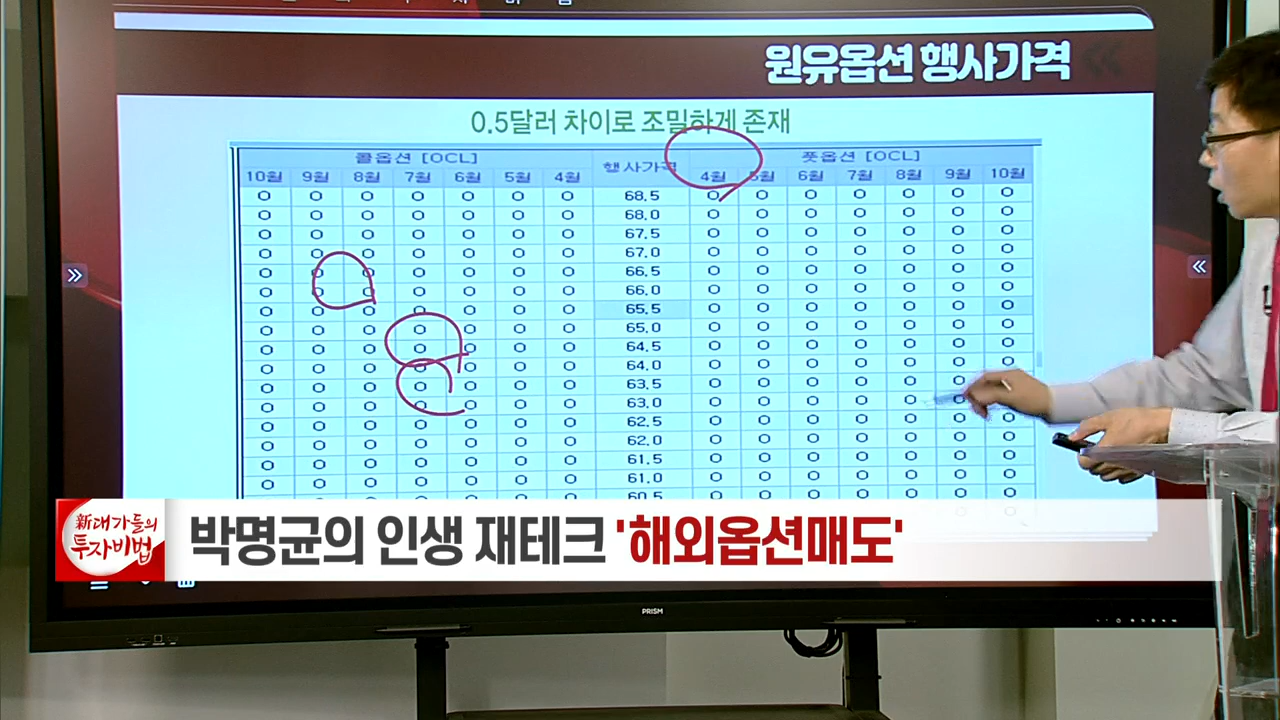 원유옵션 행사가격
0.5달러 차이로 조밀하게 존재
콜옵션 [OCL] 행사가격 풋옵션 [OCL]
10월 9월 8월 7월 6월 5월 4월 4월 5월 6월 7월 8월 9월 10월
O O O O O O O 68.5 O O O O O O O
O O O O O O O 68.0 O O O O O O O
O O O O O O O 67.5 O O O O O O O
O O O O O O O 67.0 O O O O O O O
O O O O O O O 66.5 O O O O O O O
O O O O O O O 66.0 O O O O O O O
O O O O O O O 65.5 O O O O O O O
O O O O O O O 65.0 O O O O O O O
O O O O O O O 64.5 O O O O O O O
O O O O O O O 64.0 O O O O O O O
O O O O O O O 63.5 O O O O O O O
O O O O O O O 63.0 O O O O O O O
O O O O O O O 62.5 O O O O O O O
O O O O O O O 62.0 O O O O O O O
O O O O O O O 61.5 O O O O O O O
O O O O O O O 61.0 O O O O O O O
O O O O O O O 60.5 O O O O O O O
新대가들의
투자비법
박명균의 인생 재테크 '해외옵션매도'
PRISM